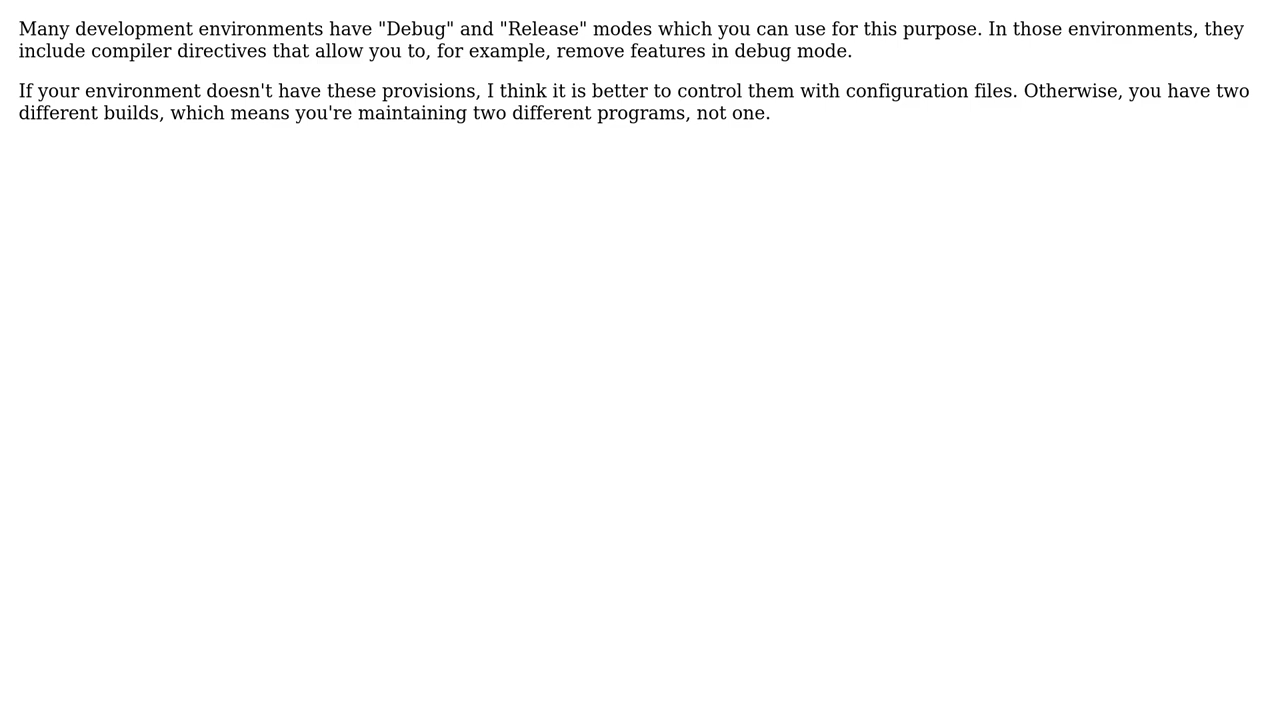 Many development environments have "Debug" and "Release" modes which you can use for this purpose. In those environments, they
include compiler directives that allow you to, for example, remove features in debug mode.
If your environment doesn't have these provisions, I think it is better to control them with configuration files. Otherwise, you have two
different builds, which means you're maintaining two different programs, not one.